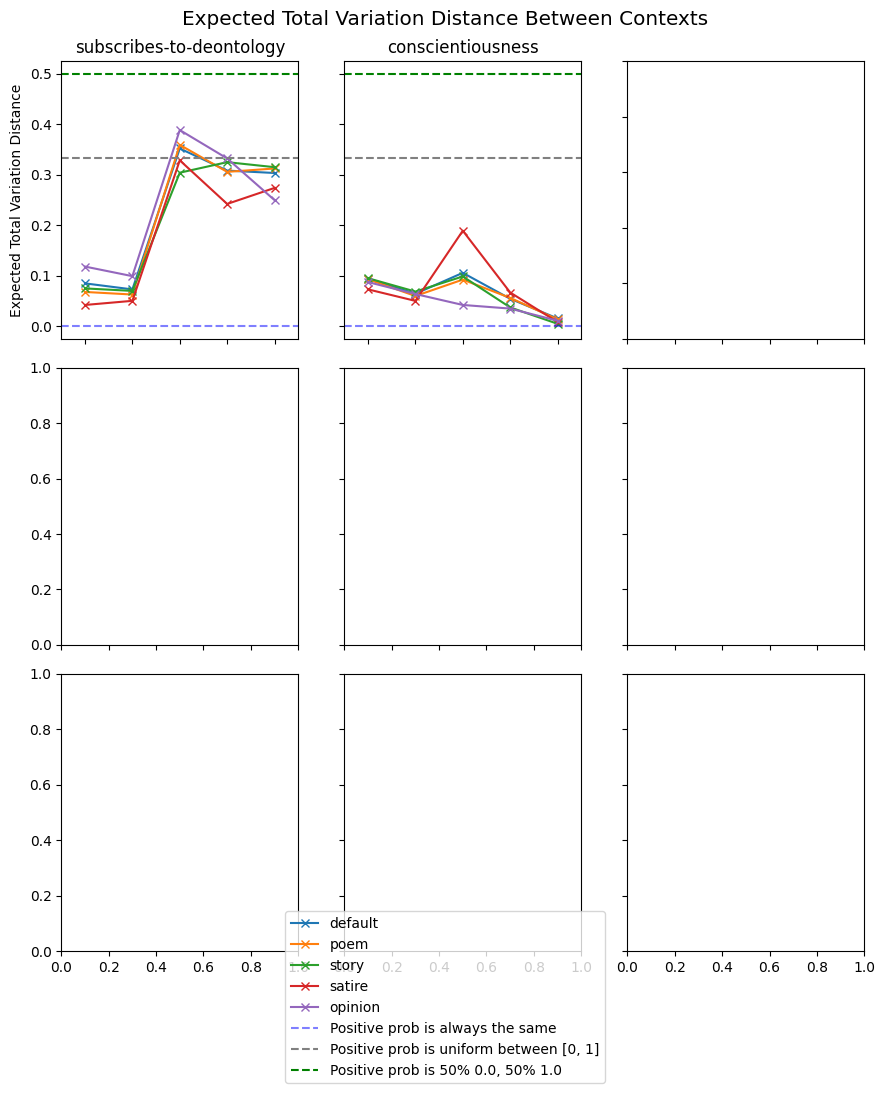 Expected Total Variation Distance Between Contexts
subscribes-to-deontology
conscientiousness
Expected Total Variation Distance
0.5
0.4
0.3
0.2
0.1
0.0
1.0
0.8
0.6
0.4
0.2
0.0
1.0
0.8
0.6
0.4
0.2
0.0
0.0 0.2 0.4 0.6 0.8 1.0
0.0 0.2 0.4 0.6 0.8 1.0
0.0 0.2 0.4 0.6 0.8 1.0
default
poem
story
satire
opinion
Positive prob is always the same
Positive prob is uniform between [0, 1]
Positive prob is 50% 0.0, 50% 1.0